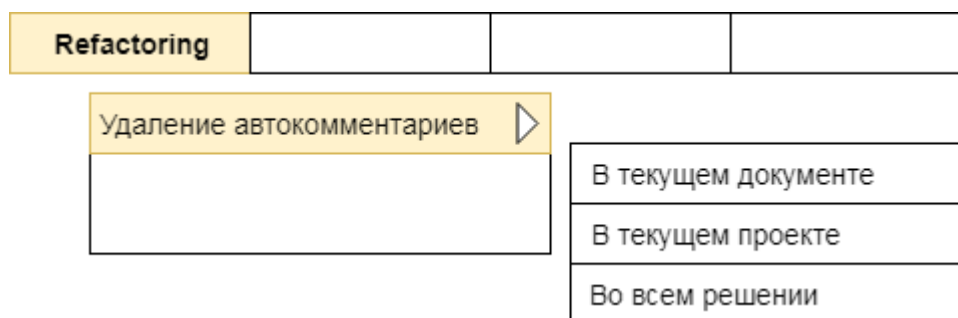 Refactoring
Удаление автокомментариев
В текущем документе
В текущем проекте
Во всем решении